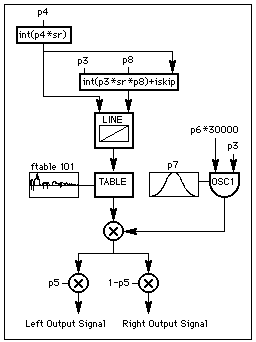 p4
int(p4*sr)
p3
p8
int(p3*sr*p8)+iskip
LINE
p6*30000
p3
ftable 101
TABLE
p7
OSC1
p5
1-p5
Left Output Signal
Right Output Signal